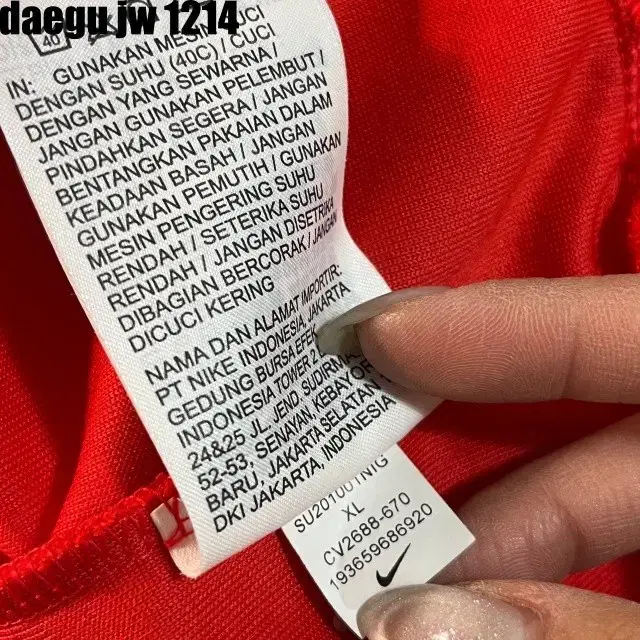 daegu jw 1214
40
IN: GUNAKAN MESIN CUCI
DENGAN SUHU (40C) / CUCI
DENGAN YANG SEWARNA /
JANGAN GUNAKAN PELEMBUT /
PINDAHKAN SEGERA / JANGAN
BENTANGKAN PAKAIAN DALAM
KEADAAN BASAH / JANGAN
GUNAKAN PEMUTIH / GUNAKAN
MESIN PENGERING SUHU
RENDAH / SETERIKA SUHU
RENDAH / JANGAN DISETRIKA
DIBAGIAN BERCORAK / JANGAN
DICUCI KERING
NAMA DAN ALAMAT IMPORTIR:
PT NIKE INDONESIA, JAKARTA
GEDUNG BURSA EFEK
INDONESIA TOWER 2
24&25 JL. JEND. SUDIRMAN
52-53, SENAYAN, KEBAYORAN
BARU, JAKARTA SELATAN
DKI JAKARTA, INDONESIA
SU201001NIG
XL
CV2688-670
193659686920